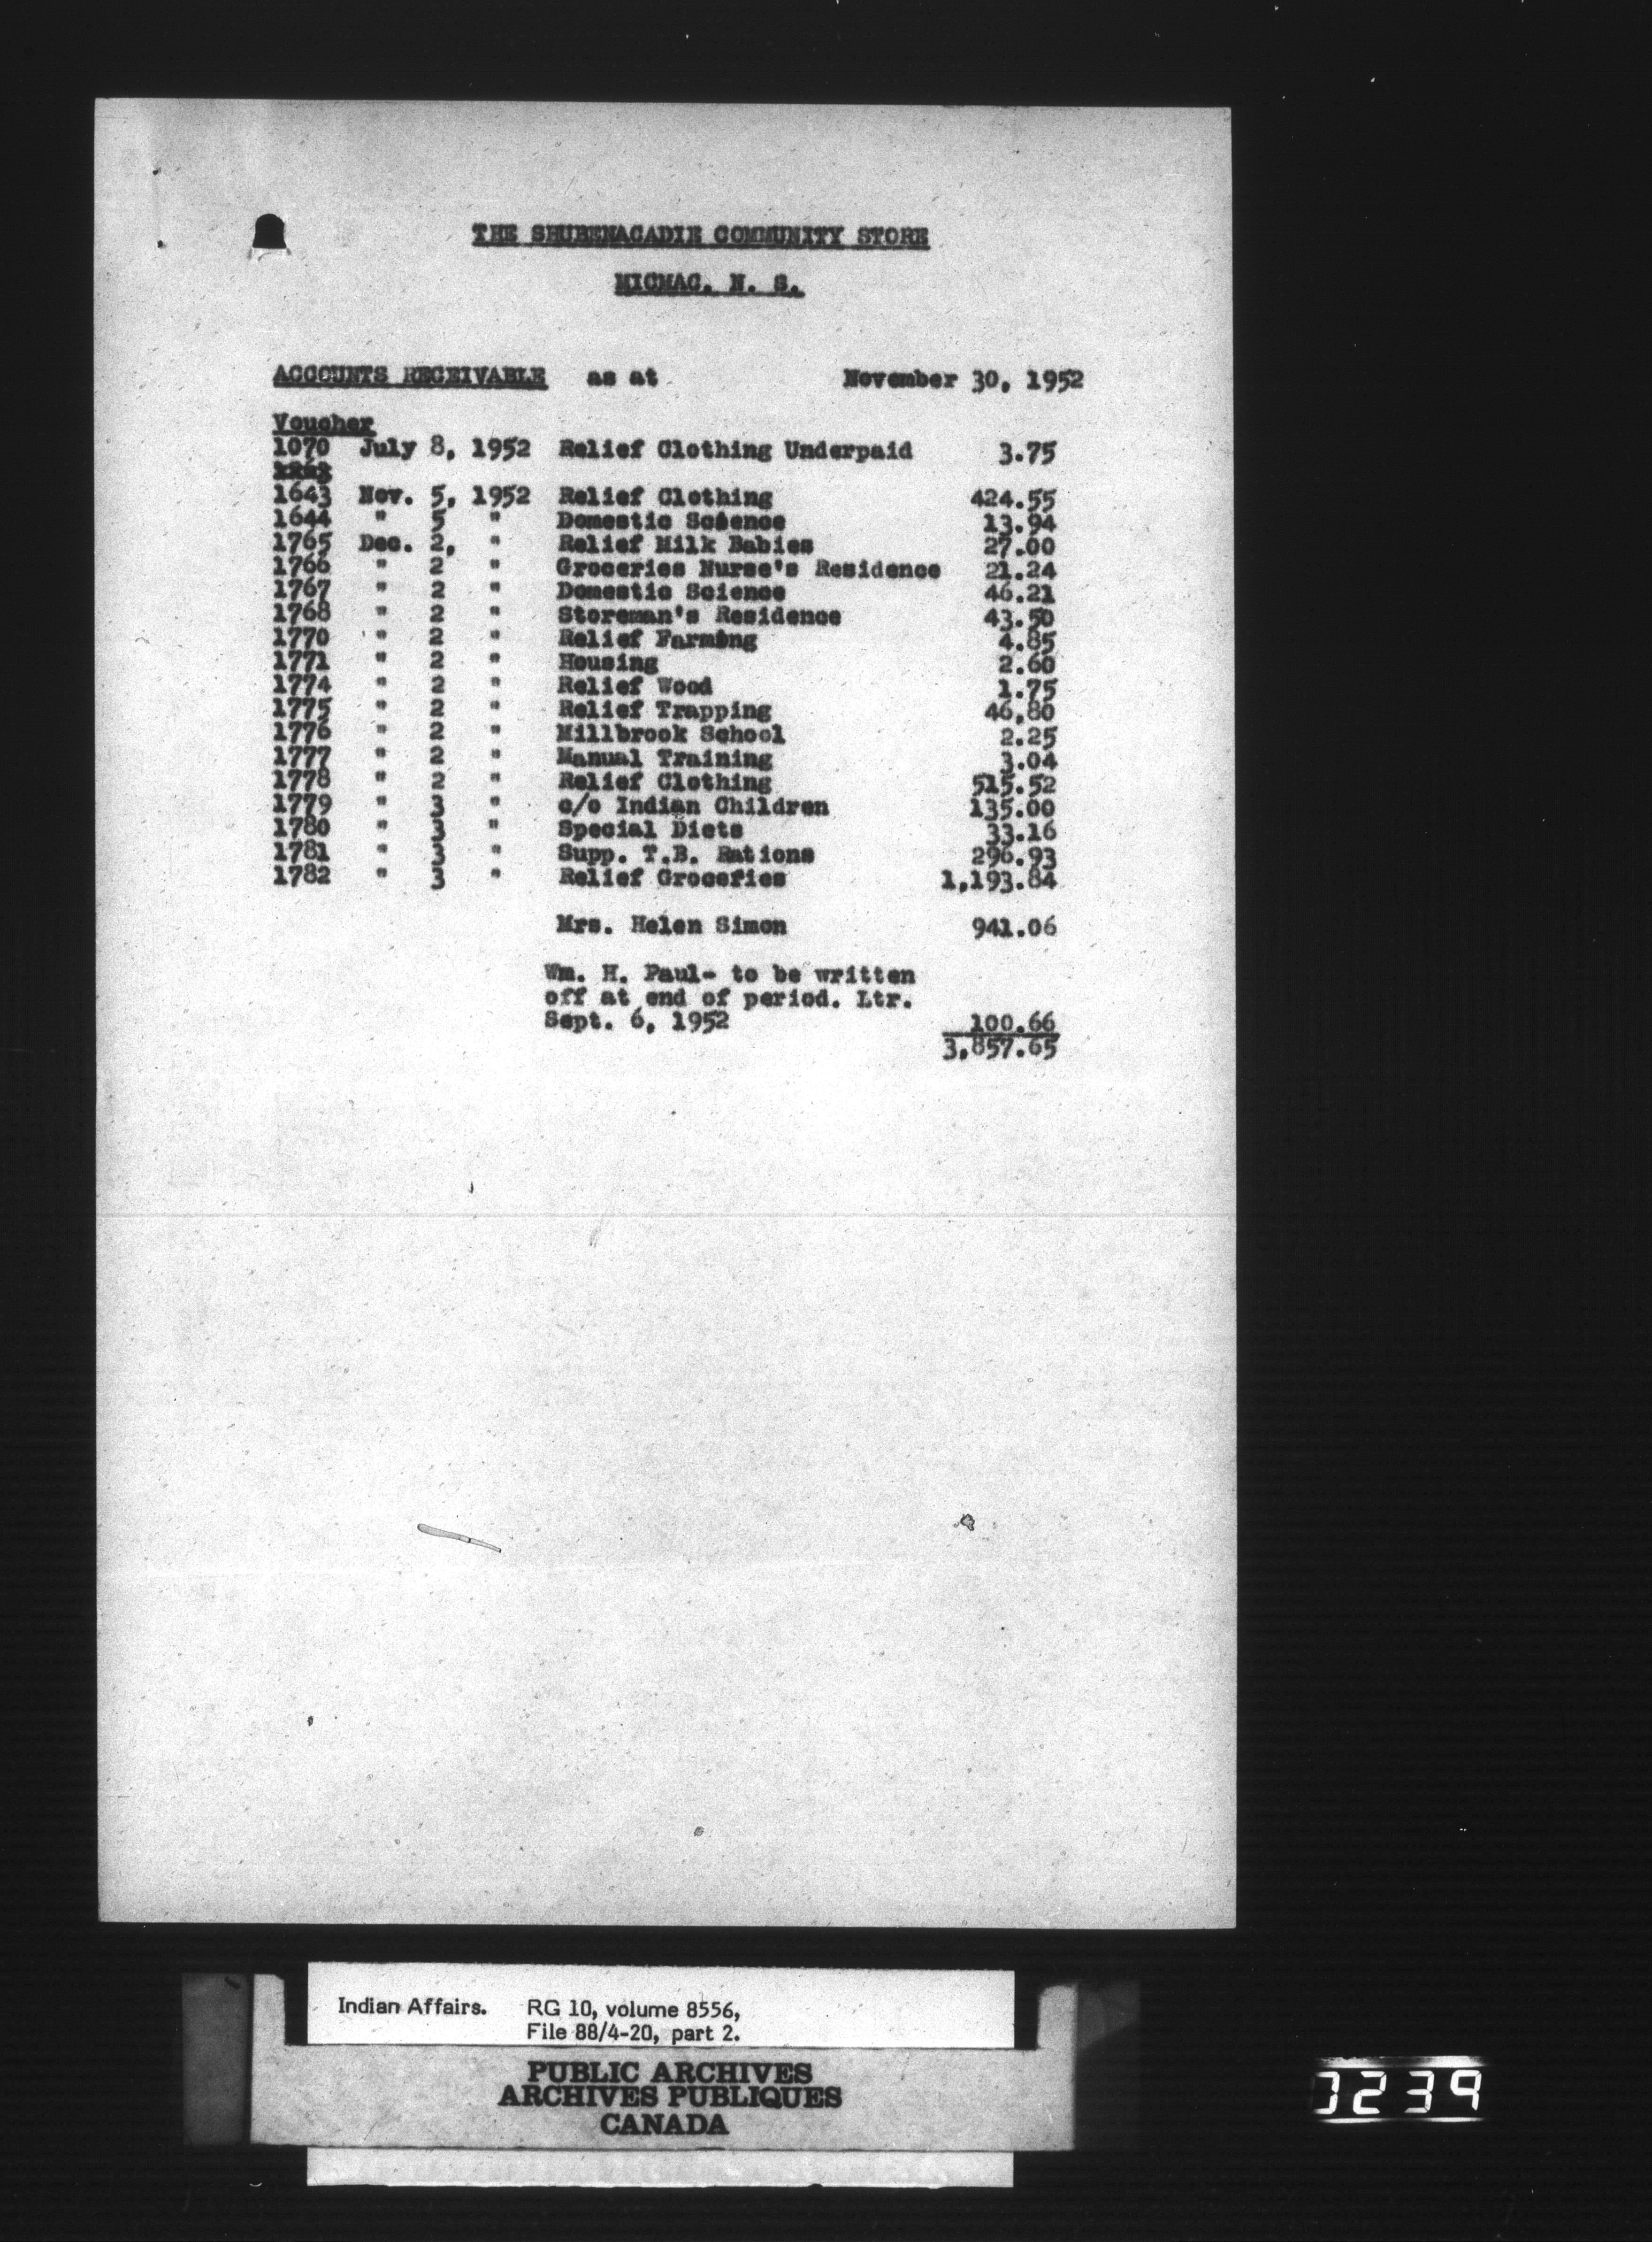 THE SHUBENACADIE COMMUNITY STORE
MICMAC. N. S.
ACCOUNTS RECEIVABLE as at November 30, 1952
Voucher
1070 July 8, 1952 Relief Clothing Underpaid 3.75
1643 Nov. 5, 1952 Relief Clothing 424.55
1644 " 5 " Domestic Science 13.94
1765 Dec. 2, " Relief Milk Babies 27.00
1766 " 2 " Groceries Nurse's Residence 21.24
1767 " 2 " Domestic Science 46.21
1768 " 2 " Storeman's Residence 43.50
1770 " 2 " Relief Farming 4.85
1771 " 2 " Housing 2.60
1774 " 2 " Relief Wood 1.75
1775 " 2 " Relief Trapping 46,80
1776 " 2 " Millbrook School 2.25
1777 " 2 " Manual Training 3.04
1778 " 2 " Relief Clothing 515.52
1779 " 3 " c/o Indian Children 135.00
1780 " 3 " Special Diets 33.16
1781 " 3 " Supp. T.B. Rations 296.93
1782 " 3 " Relief Groceries 1,193.84
Mrs. Helen Simon 941.06
Wm. H. Paul- to be written
off at end of period. Ltr.
Sept. 6, 1952 100.66
3,857.65
Indian Affairs. RG 10, volume 8556,
File 88/4-20, part 2.
PUBLIC ARCHIVES
ARCHIVES PUBLIQUES
CANADA
0239